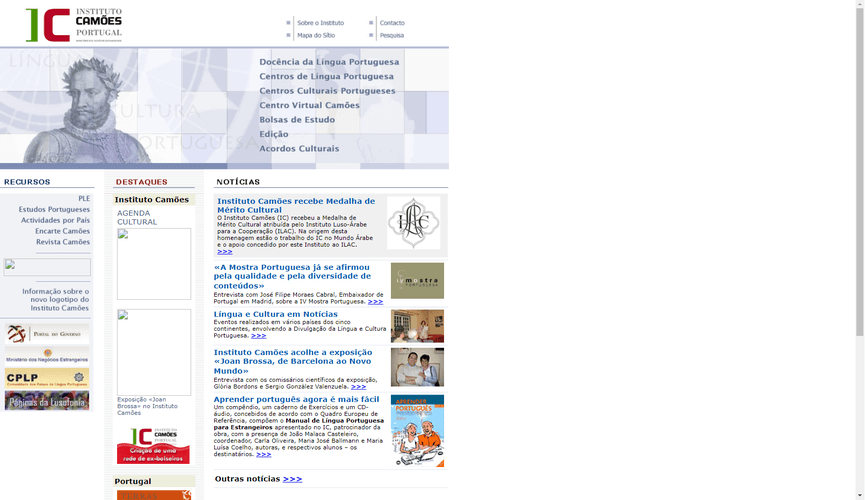 INSTITUTO
CAMÕES
PORTUGAL
Sobre o Instituto
Contacto
Mapa do Sítio
Pesquisa
LÍNGUA
CULTURA
PORTUGUESA
Docência da Língua Portuguesa
Centros de Língua Portuguesa
Centros Culturais Portugueses
Centro Virtual Camões
Bolsas de Estudo
Edição
Acordos Culturais
RECURSOS
PLE
Estudos Portugueses
Actividades por País
Encarte Camões
Revista Camões
Informação sobre o
novo logotipo do
Instituto Camões
PORTAL DO GOVERNO
Ministério dos Negócios Estrangeiros
CPLP
Comunidade dos Países de Língua Portuguesa
Páginas da Lusofonia
DESTAQUES
Instituto Camões
AGENDA
CULTURAL
Exposição «Joan
Brossa» no Instituto
Camões
INSTITUTO
CAMÕES
PORTUGAL
Criação de uma
rede de ex-bolseiros
Portugal
NOTÍCIAS
Instituto Camões recebe Medalha de
Mérito Cultural
O Instituto Camões (IC) recebeu a Medalha de
Mérito Cultural atribuída pelo Instituto Luso-Árabe
para a Cooperação (ILAC). Na origem desta
homenagem estão o trabalho do IC no Mundo Árabe
e o apoio concedido por este Instituto ao ILAC.
>>>
«A Mostra Portuguesa já se afirmou
pela qualidade e pela diversidade de
conteúdos»
Entrevista com José Filipe Moraes Cabral, Embaixador de
Portugal em Madrid, sobre a IV Mostra Portuguesa. >>>
iv mostra
PORTUGUESA
Língua e Cultura em Notícias
Eventos realizados em vários países dos cinco
continentes, envolvendo a Divulgação da Língua e Cultura
Portuguesa. >>>
Instituto Camões acolhe a exposição
«Joan Brossa, de Barcelona ao Novo
Mundo»
Entrevista com os comissários científicos da exposição,
Glòria Bordons e Sergio González Valenzuela. >>>
Aprender português agora é mais fácil
Um compêndio, um caderno de Exercícios e um CD-
áudio, concebidos de acordo com o Quadro Europeu de
Referência, compõem o Manual de Língua Portuguesa
para Estrangeiros apresentado no IC, patrocinador da
obra, com a presença de João Malaca Casteleiro,
coordenador, Carla Oliveira, Maria José Ballmann e Maria
Luísa Coelho, autoras, e respectivos alunos – os
destinatários. >>>
APRENDER
PORTUGUÊS
Outras notícias >>>